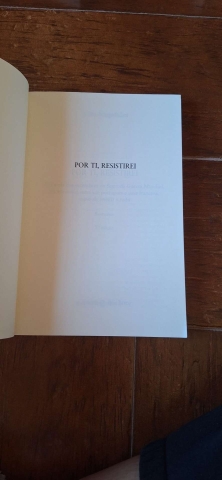 POR TI, RESISTIREI